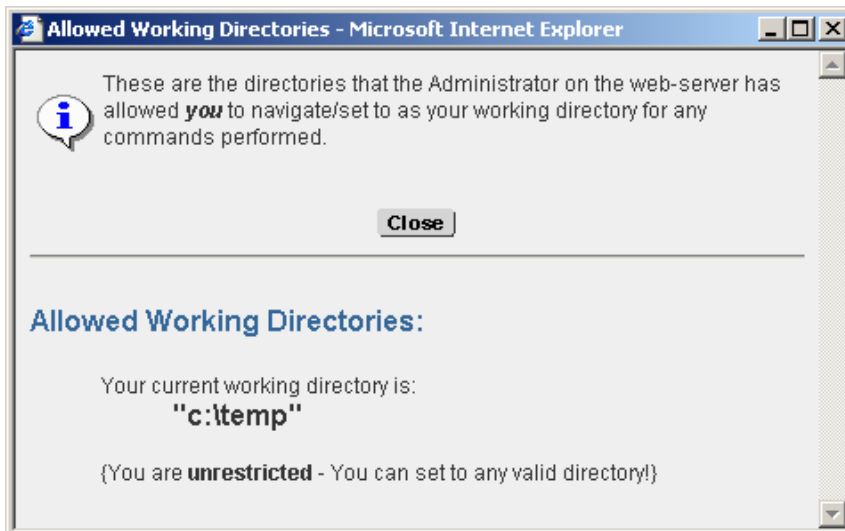 Allowed Working Directories - Microsoft Internet Explorer
These are the directories that the Administrator on the web-server has
allowed you to navigate/set to as your working directory for any
commands performed.
Close
Allowed Working Directories:
Your current working directory is:
"c:\temp"
{You are unrestricted - You can set to any valid directory!}